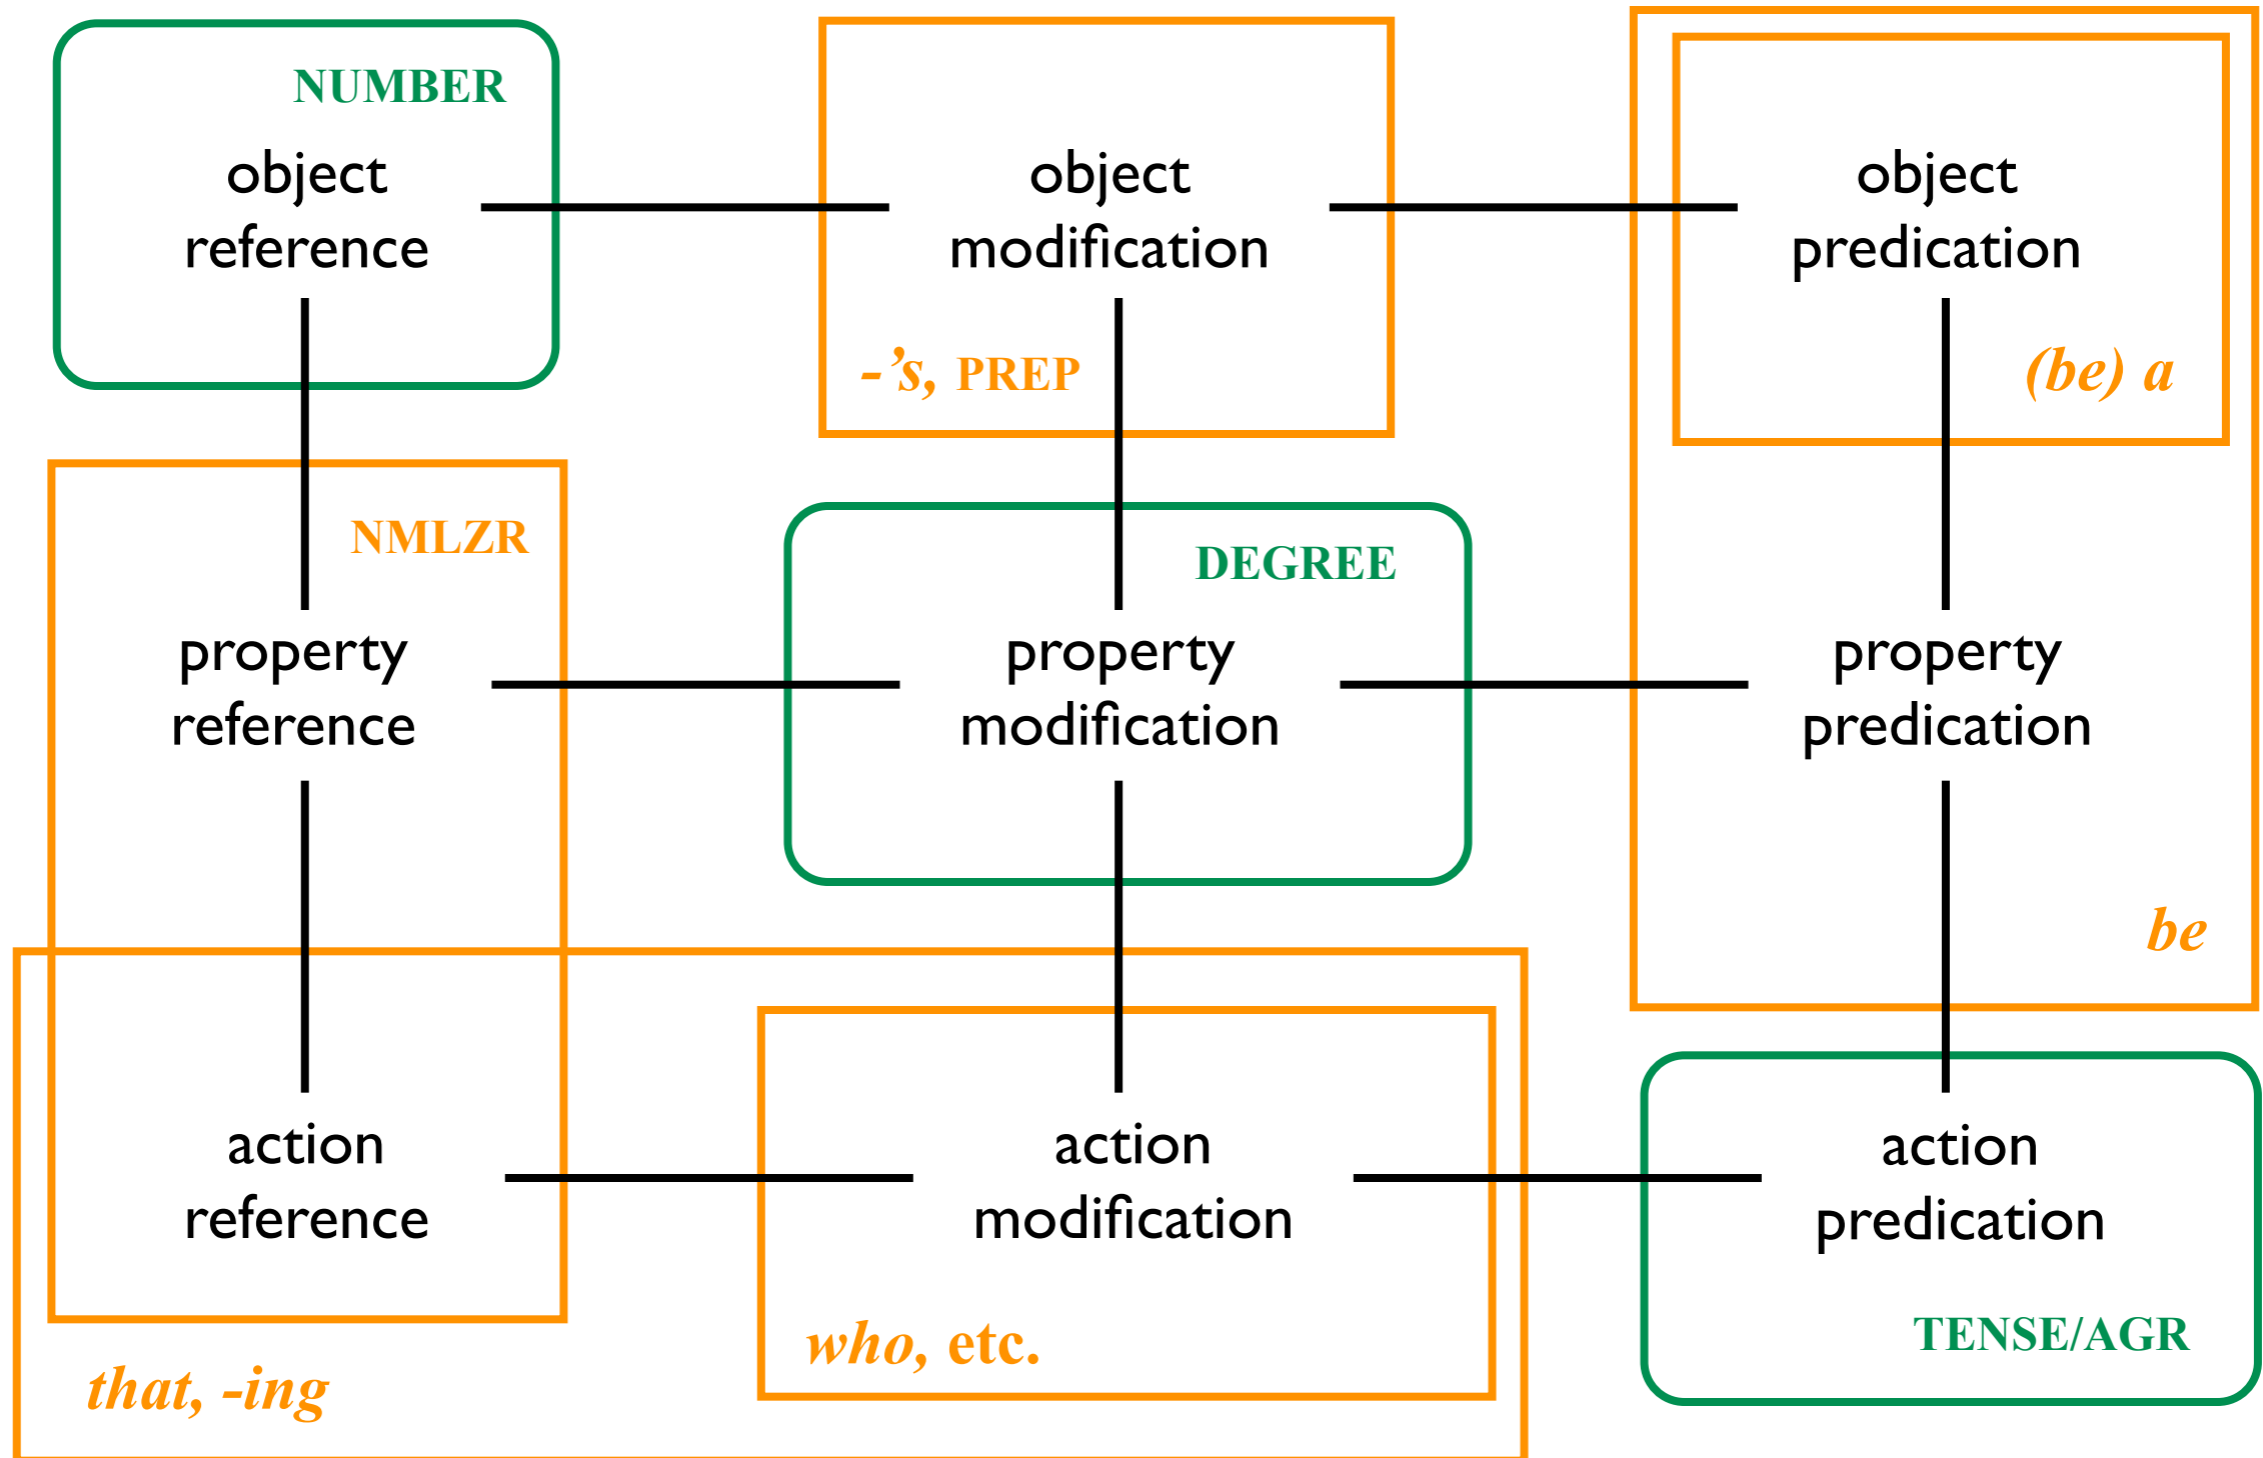 NUMBER
object
reference
object
modification
-’s, PREP
object
predication
(be) a
NMLZR
property
reference
DEGREE
property
modification
property
predication
be
action
reference
that, -ing
action
modification
who, etc.
action
predication
TENSE/AGR